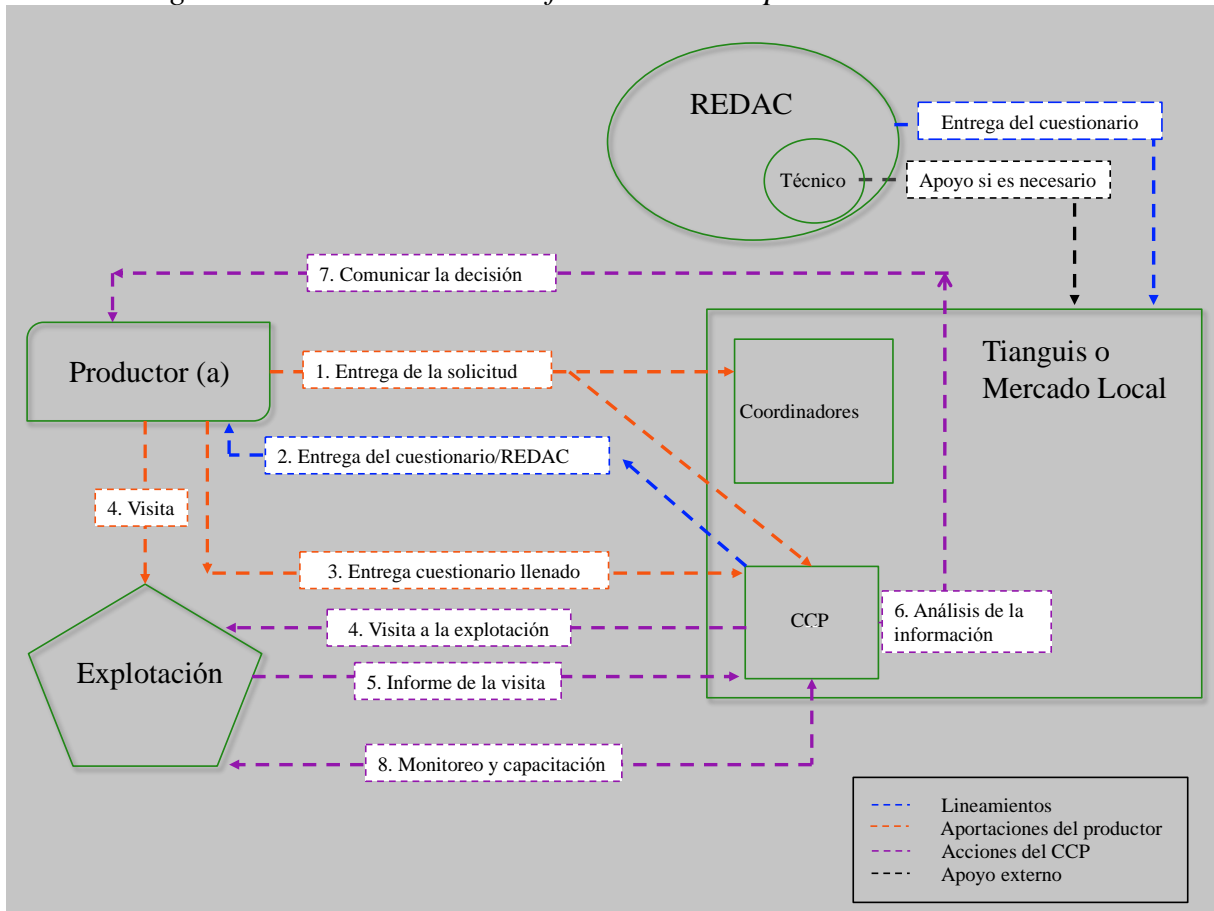 REDAC
Entrega del cuestionario
Técnico
Apoyo si es necesario
7. Comunicar la decisión
Productor (a)
1. Entrega de la solicitud
Tianguis o
Mercado Local
Coordinadores
2. Entrega del cuestionario/REDAC
4. Visita
3. Entrega cuestionario llenado
4. Visita a la explotación
CCP
6. Análisis de la
información
Explotación
5. Informe de la visita
8. Monitoreo y capacitación
Lineamientos
Aportaciones del productor
Acciones del CCP
Apoyo externo